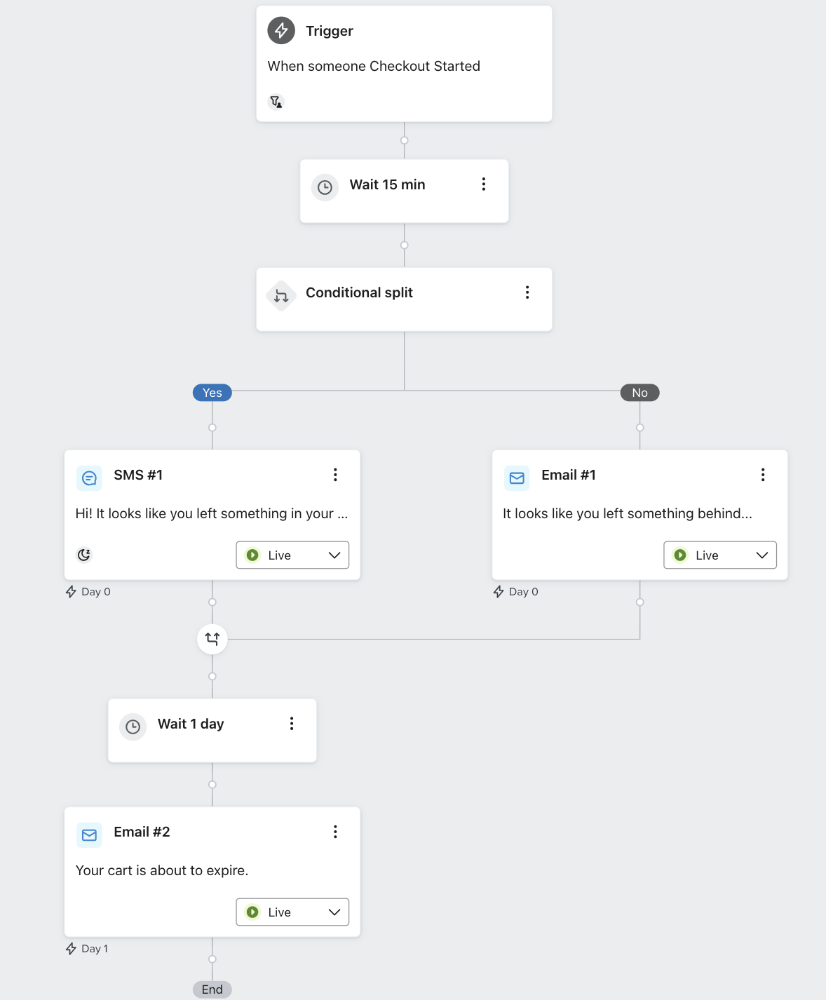 Trigger
When someone Checkout Started
Wait 15 min
Conditional split
Yes
No
SMS #1
Hi! It looks like you left something in your ...
Live
Day 0
Email #1
It looks like you left something behind...
Live
Day 0
Wait 1 day
Email #2
Your cart is about to expire.
Live
Day 1
End